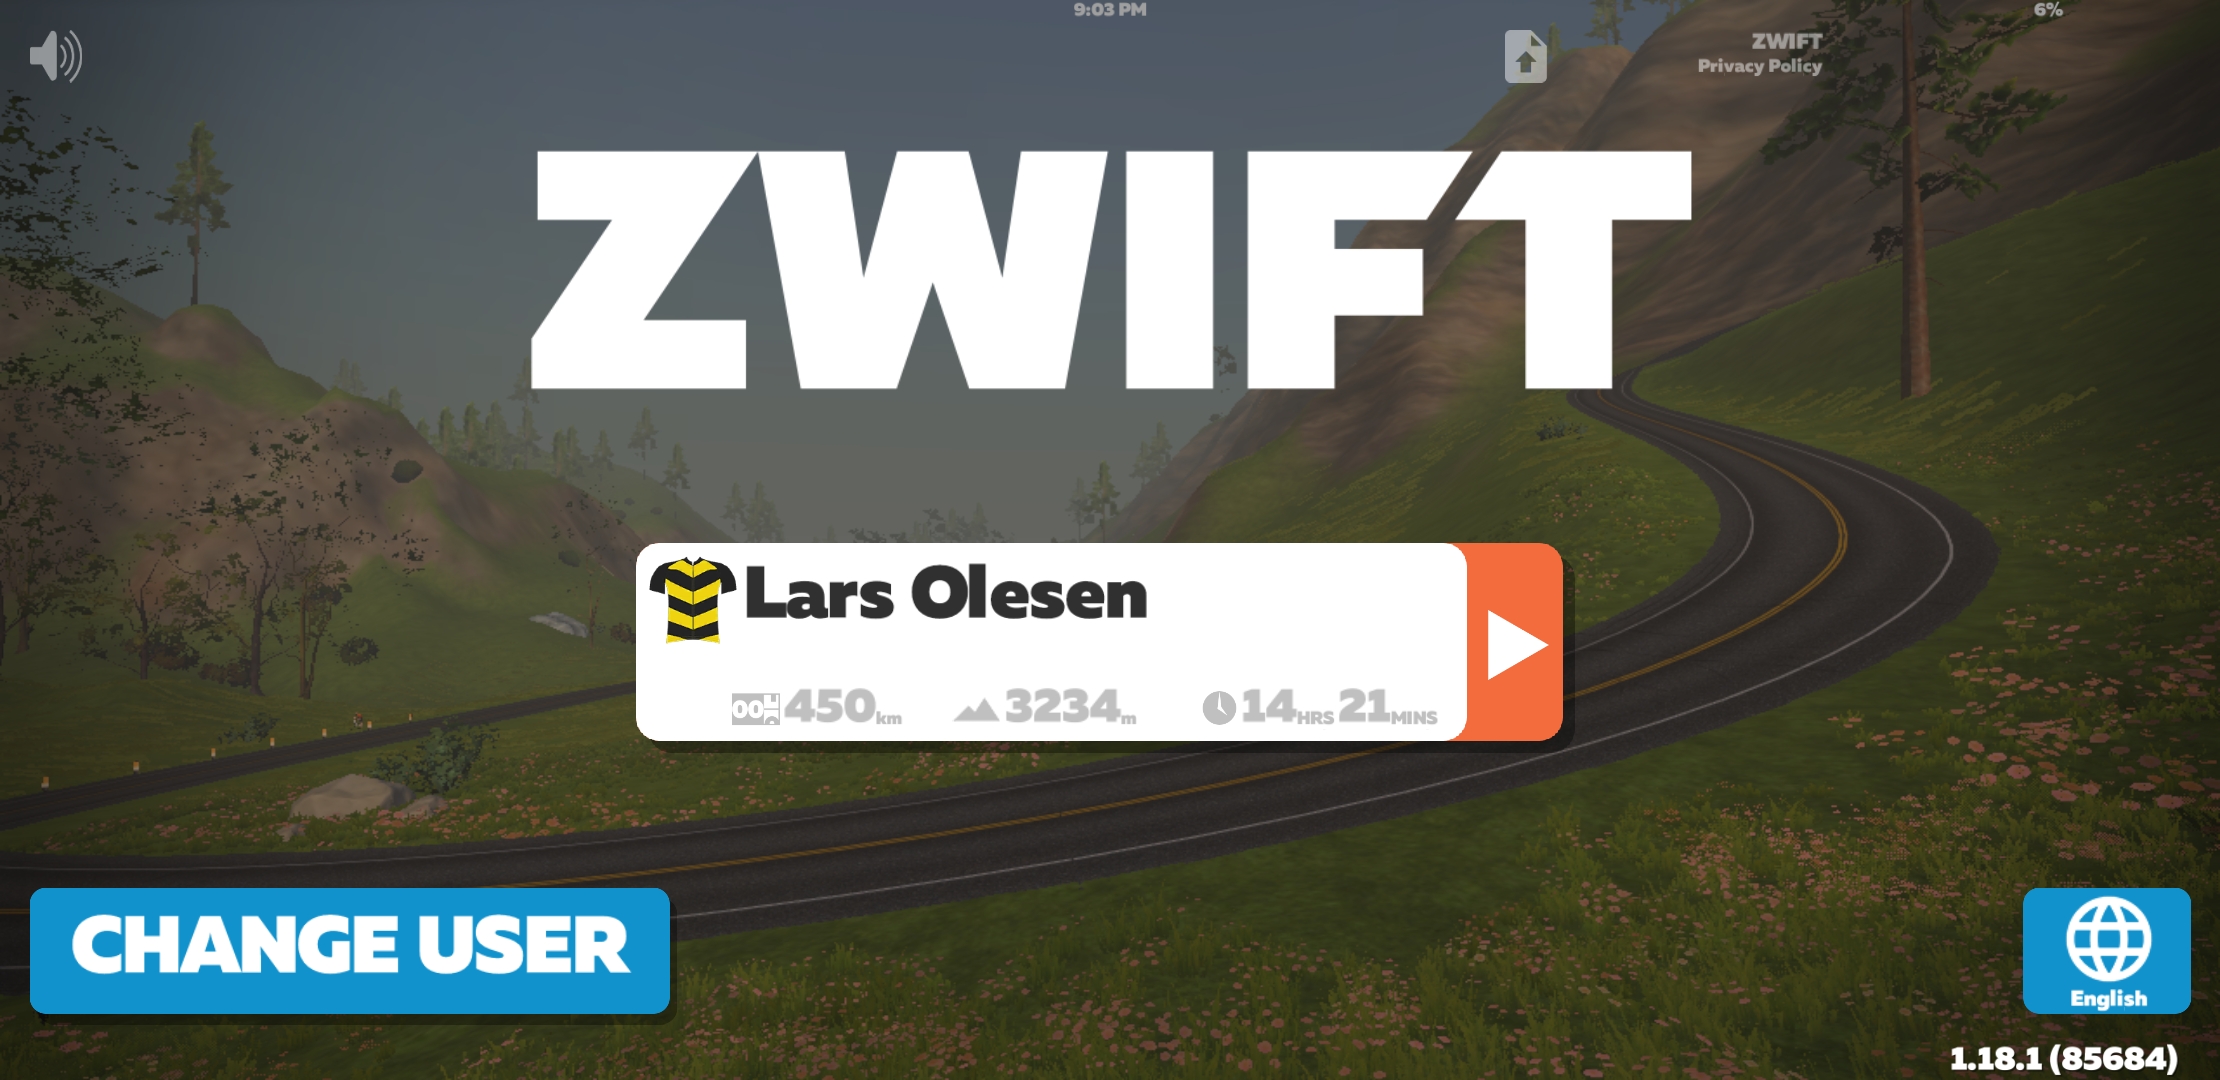 9:03 PM
6%
ZWIFT
Privacy Policy
ZWIFT
Lars Olesen
450km 3234m 14HRS 21MINS
CHANGE USER
English
1.18.1 (85684)